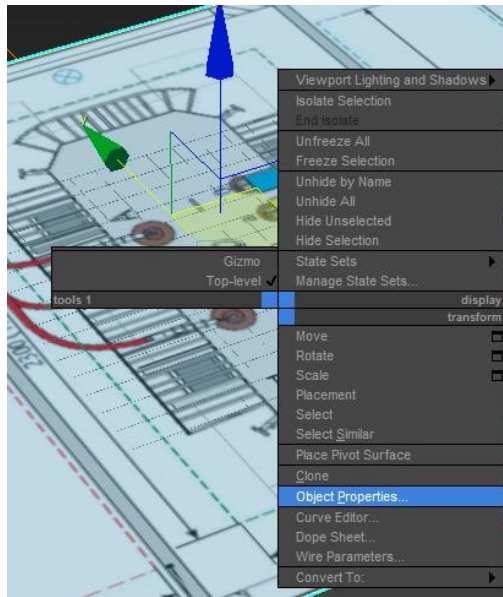 Viewport Lighting and Shadows
Isolate Selection
End Isolate
Unfreeze All
Freeze Selection
Unhide by Name
Unhide All
Hide Unselected
Hide Selection
Gizmo
State Sets
Top-level
Manage State Sets...
tools 1
display
transform
Move
Rotate
Scale
Placement
Select
Select Similar
Place Pivot Surface
Clone
Object Properties...
Curve Editor...
Dope Sheet...
Wire Parameters...
Convert To: